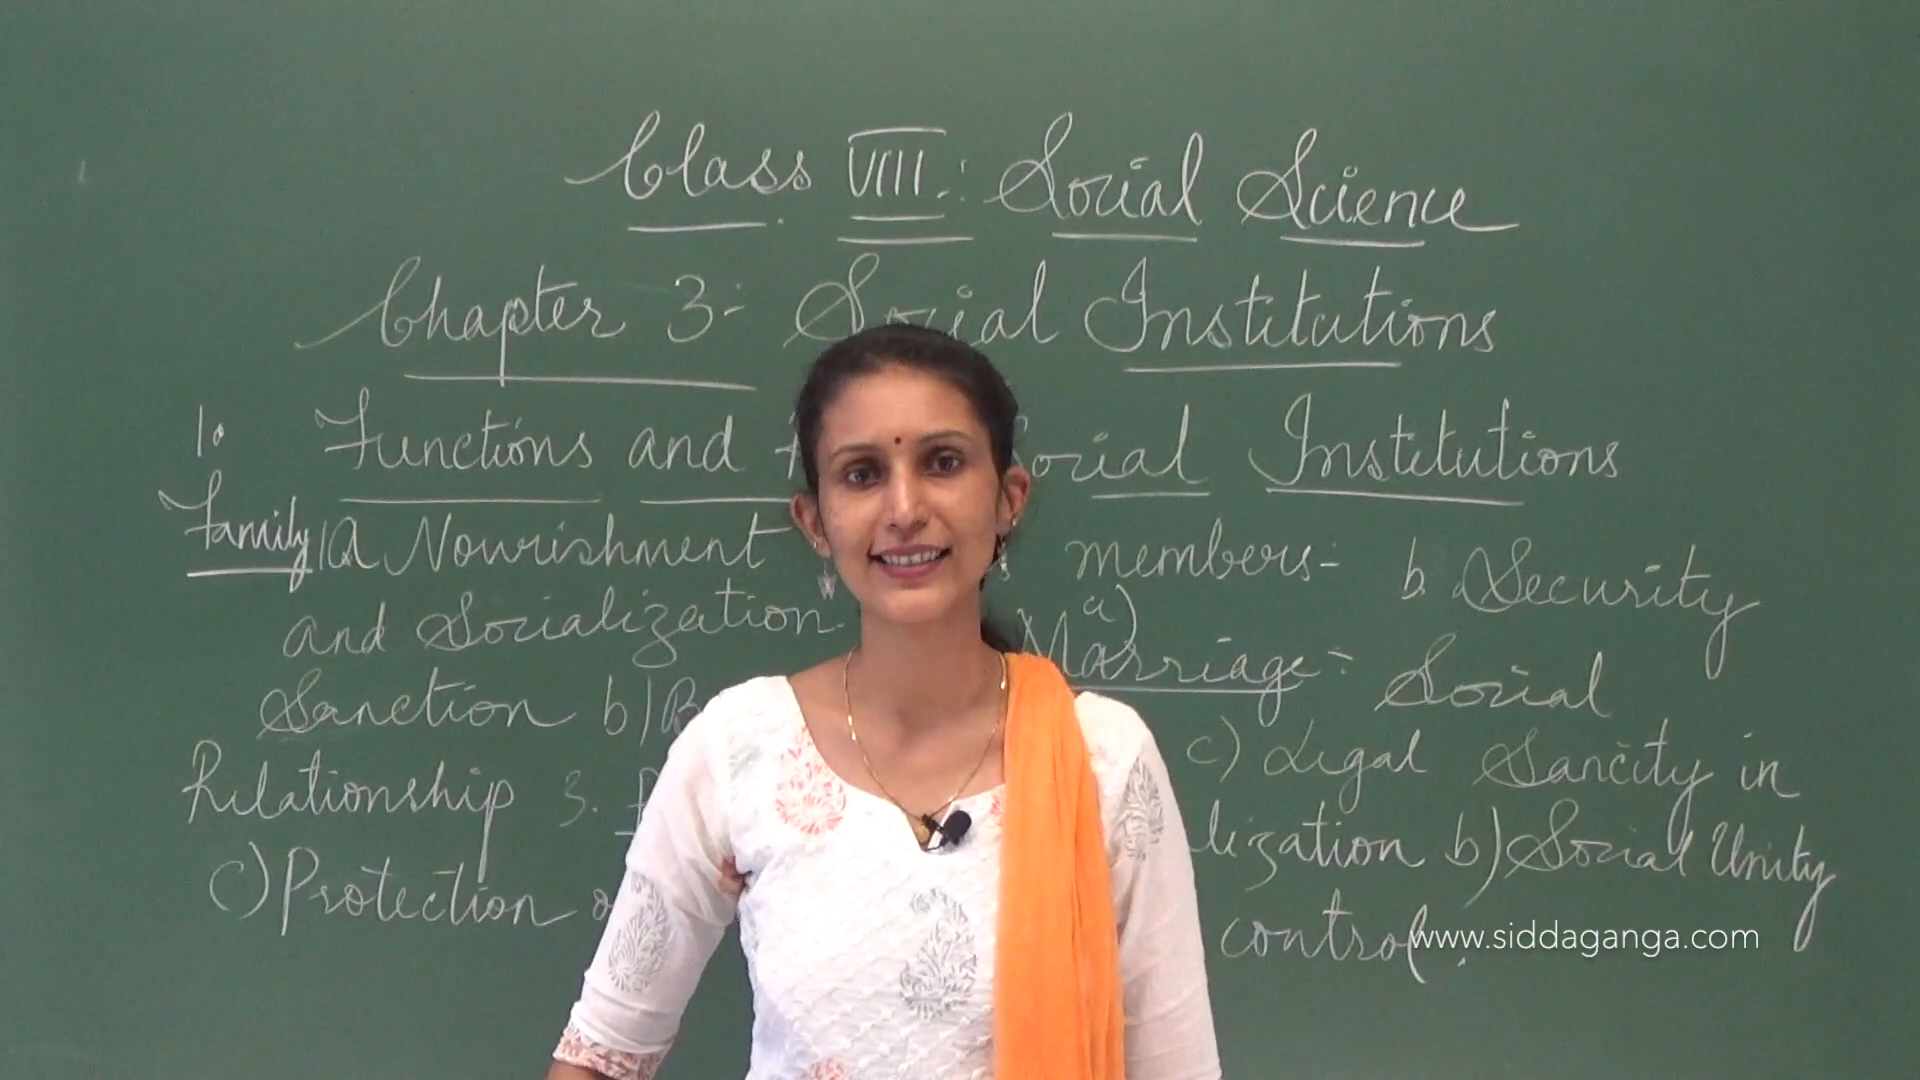 Class VIII.: Social Science
Chapter 3:- Social Institutions
1. Functions and Social Institutions
Family 1 a Nourishment members:- b. Security
and Socialization. a) Marriage:- Social
Sanction b) c) Legal Sancity in
Relationship 3. lization b) Social Unity
c) Protection control.
www.siddaganga.com